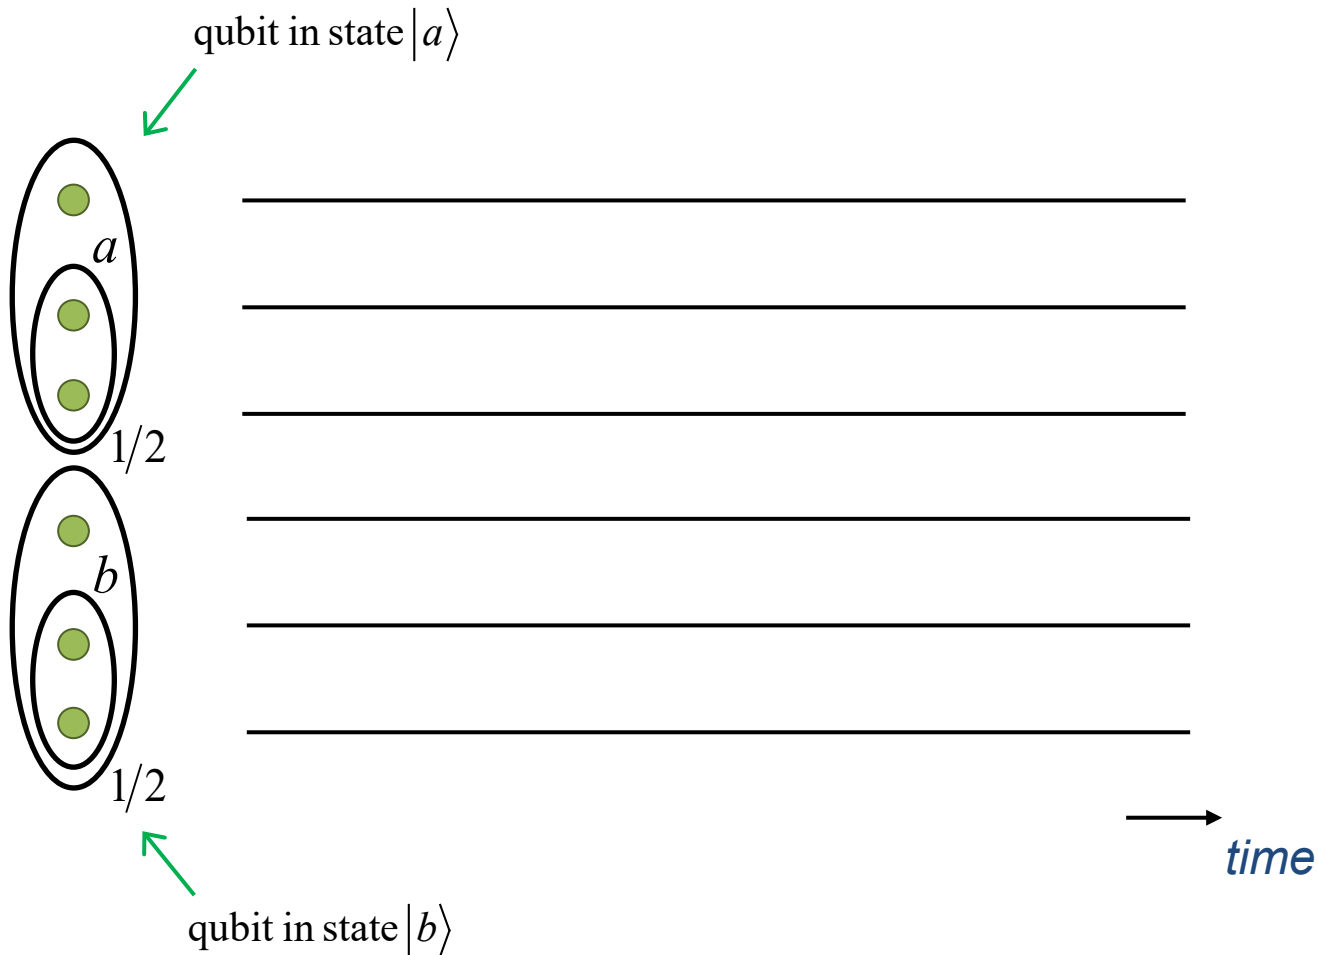 qubit in state |a⟩
a
1/2
b
1/2
time
qubit in state |b⟩